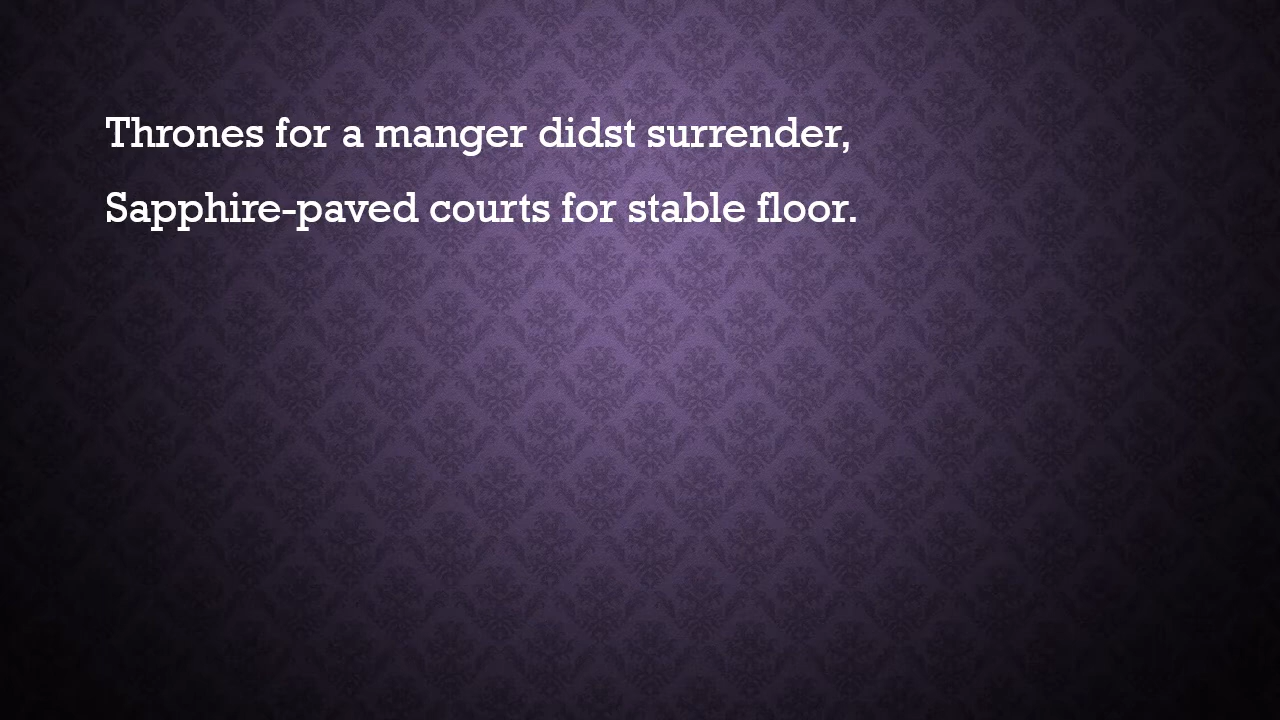 Thrones for a manger didst surrender,
Sapphire-paved courts for stable floor.